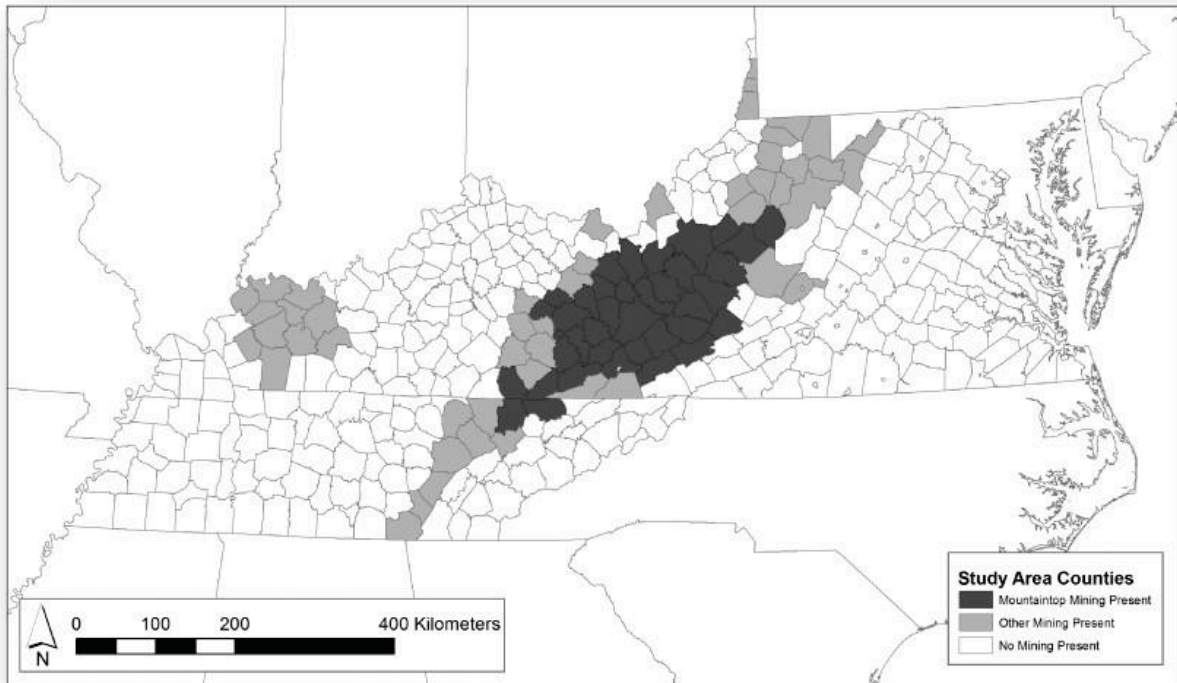 Study Area Counties
Mountaintop Mining Present
Other Mining Present
No Mining Present
0 100 200 400 Kilometers
N